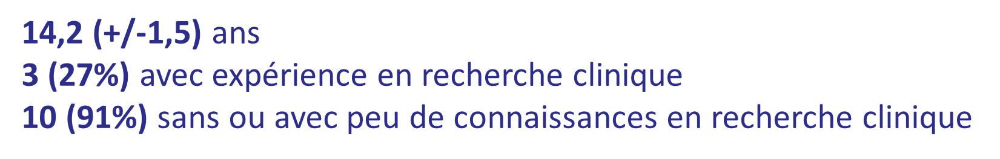 14,2 (+/-1,5) ans
3 (27%) avec expérience en recherche clinique
10 (91%) sans ou avec peu de connaissances en recherche clinique